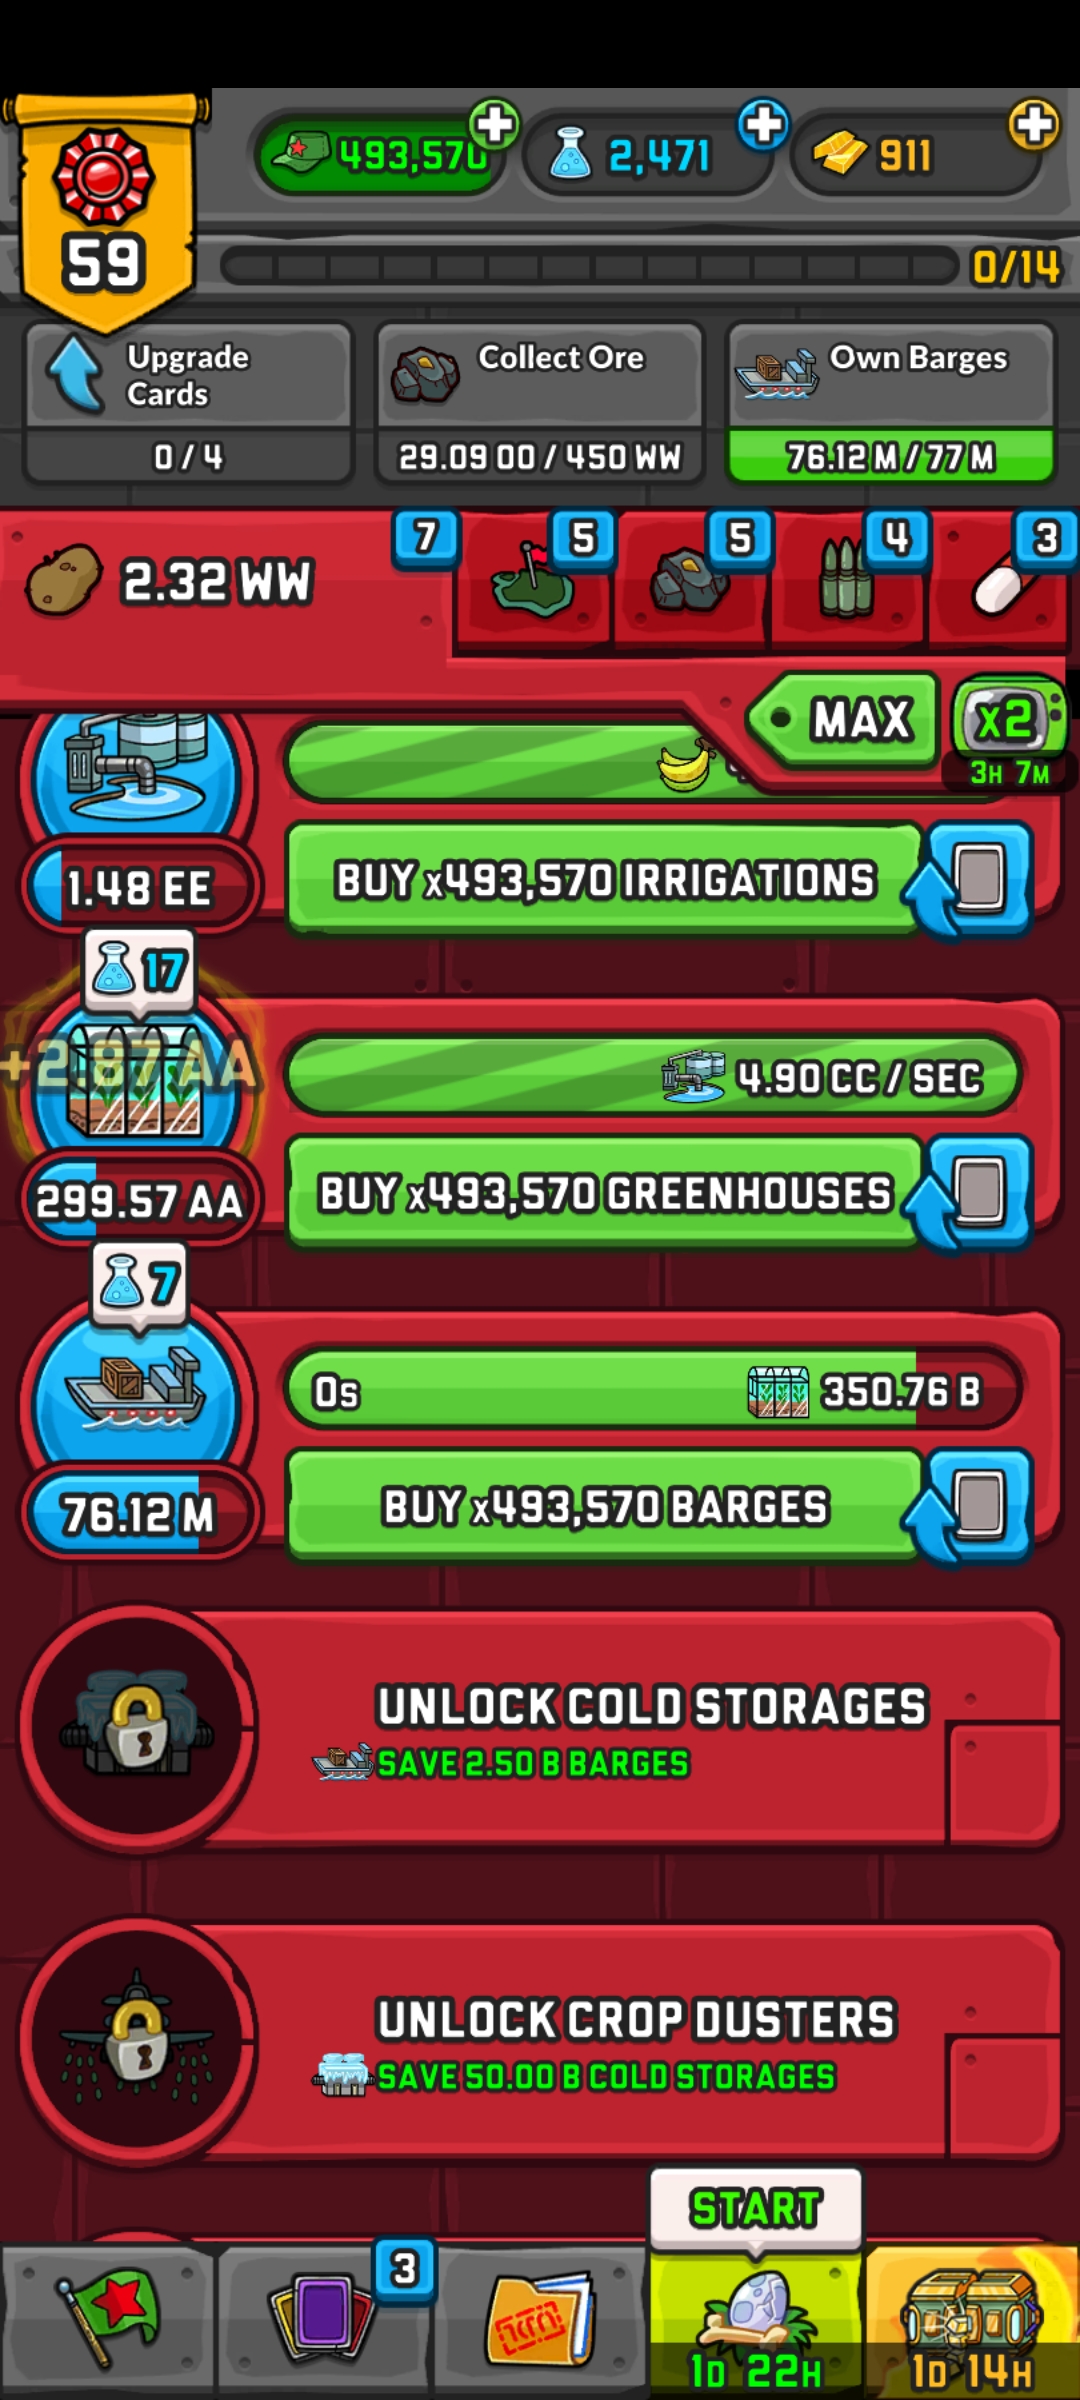 493,570
2,471
911
59
0/14
Upgrade
Cards
0 / 4
Collect Ore
29.09 OO / 450 WW
Own Barges
76.12 M / 77 M
2.32 WW
7
5
5
4
3
MAX
x2
3H 7M
1.48 EE
BUY x493,570 IRRIGATIONS
17
+2.87 AA
4.90 CC / SEC
299.57 AA
BUY x493,570 GREENHOUSES
7
0s
350.76 B
76.12 M
BUY x493,570 BARGES
UNLOCK COLD STORAGES
SAVE 2.50 B BARGES
UNLOCK CROP DUSTERS
SAVE 50.00 B COLD STORAGES
START
3
1D 22H
1D 14H